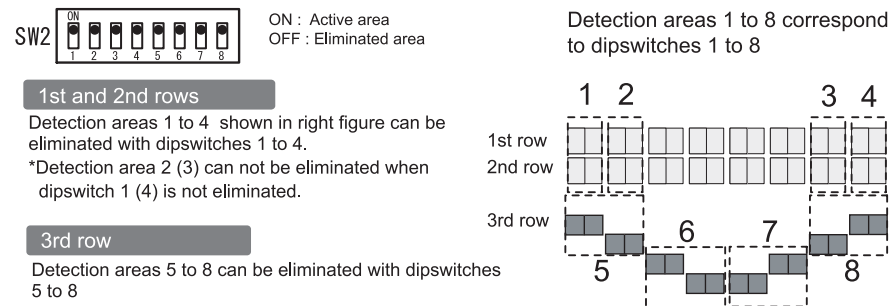 SW2
ON
1 2 3 4 5 6 7 8
ON : Active area
OFF : Eliminated area
1st and 2nd rows
Detection areas 1 to 4 shown in right figure can be
eliminated with dipswitches 1 to 4.
*Detection area 2 (3) can not be eliminated when
dipswitch 1 (4) is not eliminated.
3rd row
Detection areas 5 to 8 can be eliminated with dipswitches
5 to 8
Detection areas 1 to 8 correspond
to dipswitches 1 to 8
1 2 3 4
1st row
2nd row
3rd row
6 7
5 8